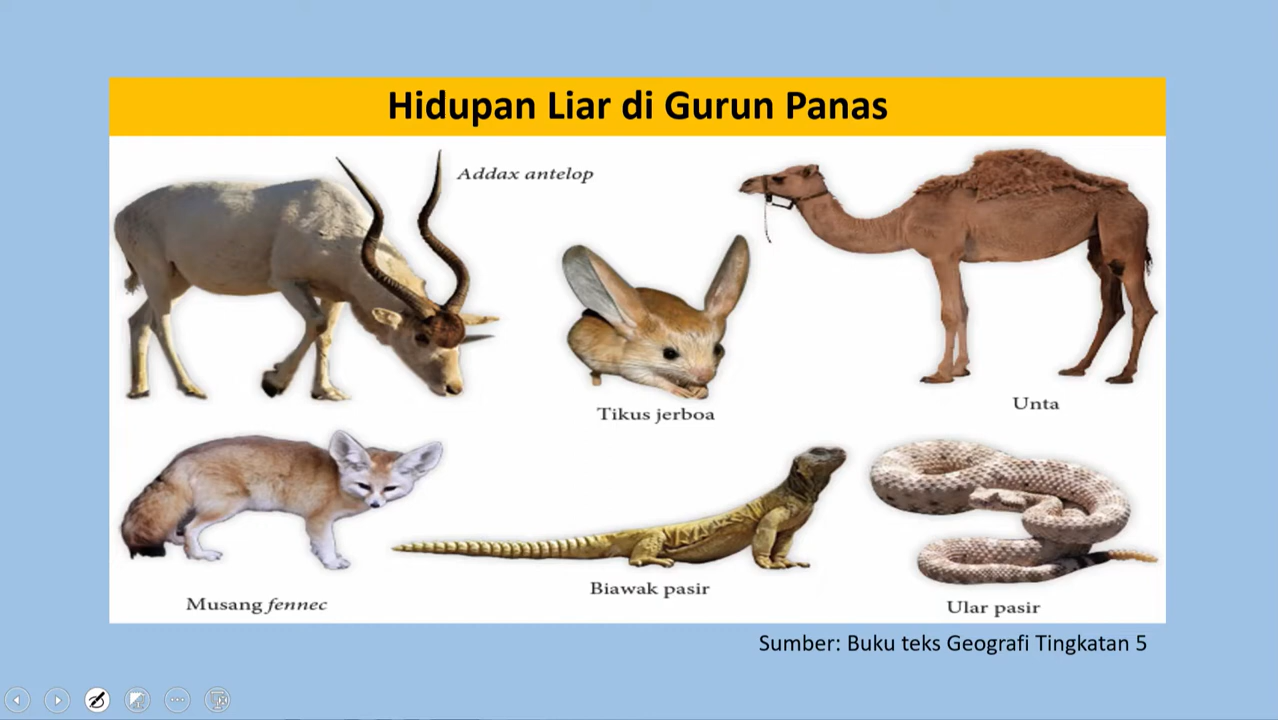 Hidupan Liar di Gurun Panas
Addax antelop
Tikus jerboa
Unta
Musang fennec
Biawak pasir
Ular pasir
Sumber: Buku teks Geografi Tingkatan 5